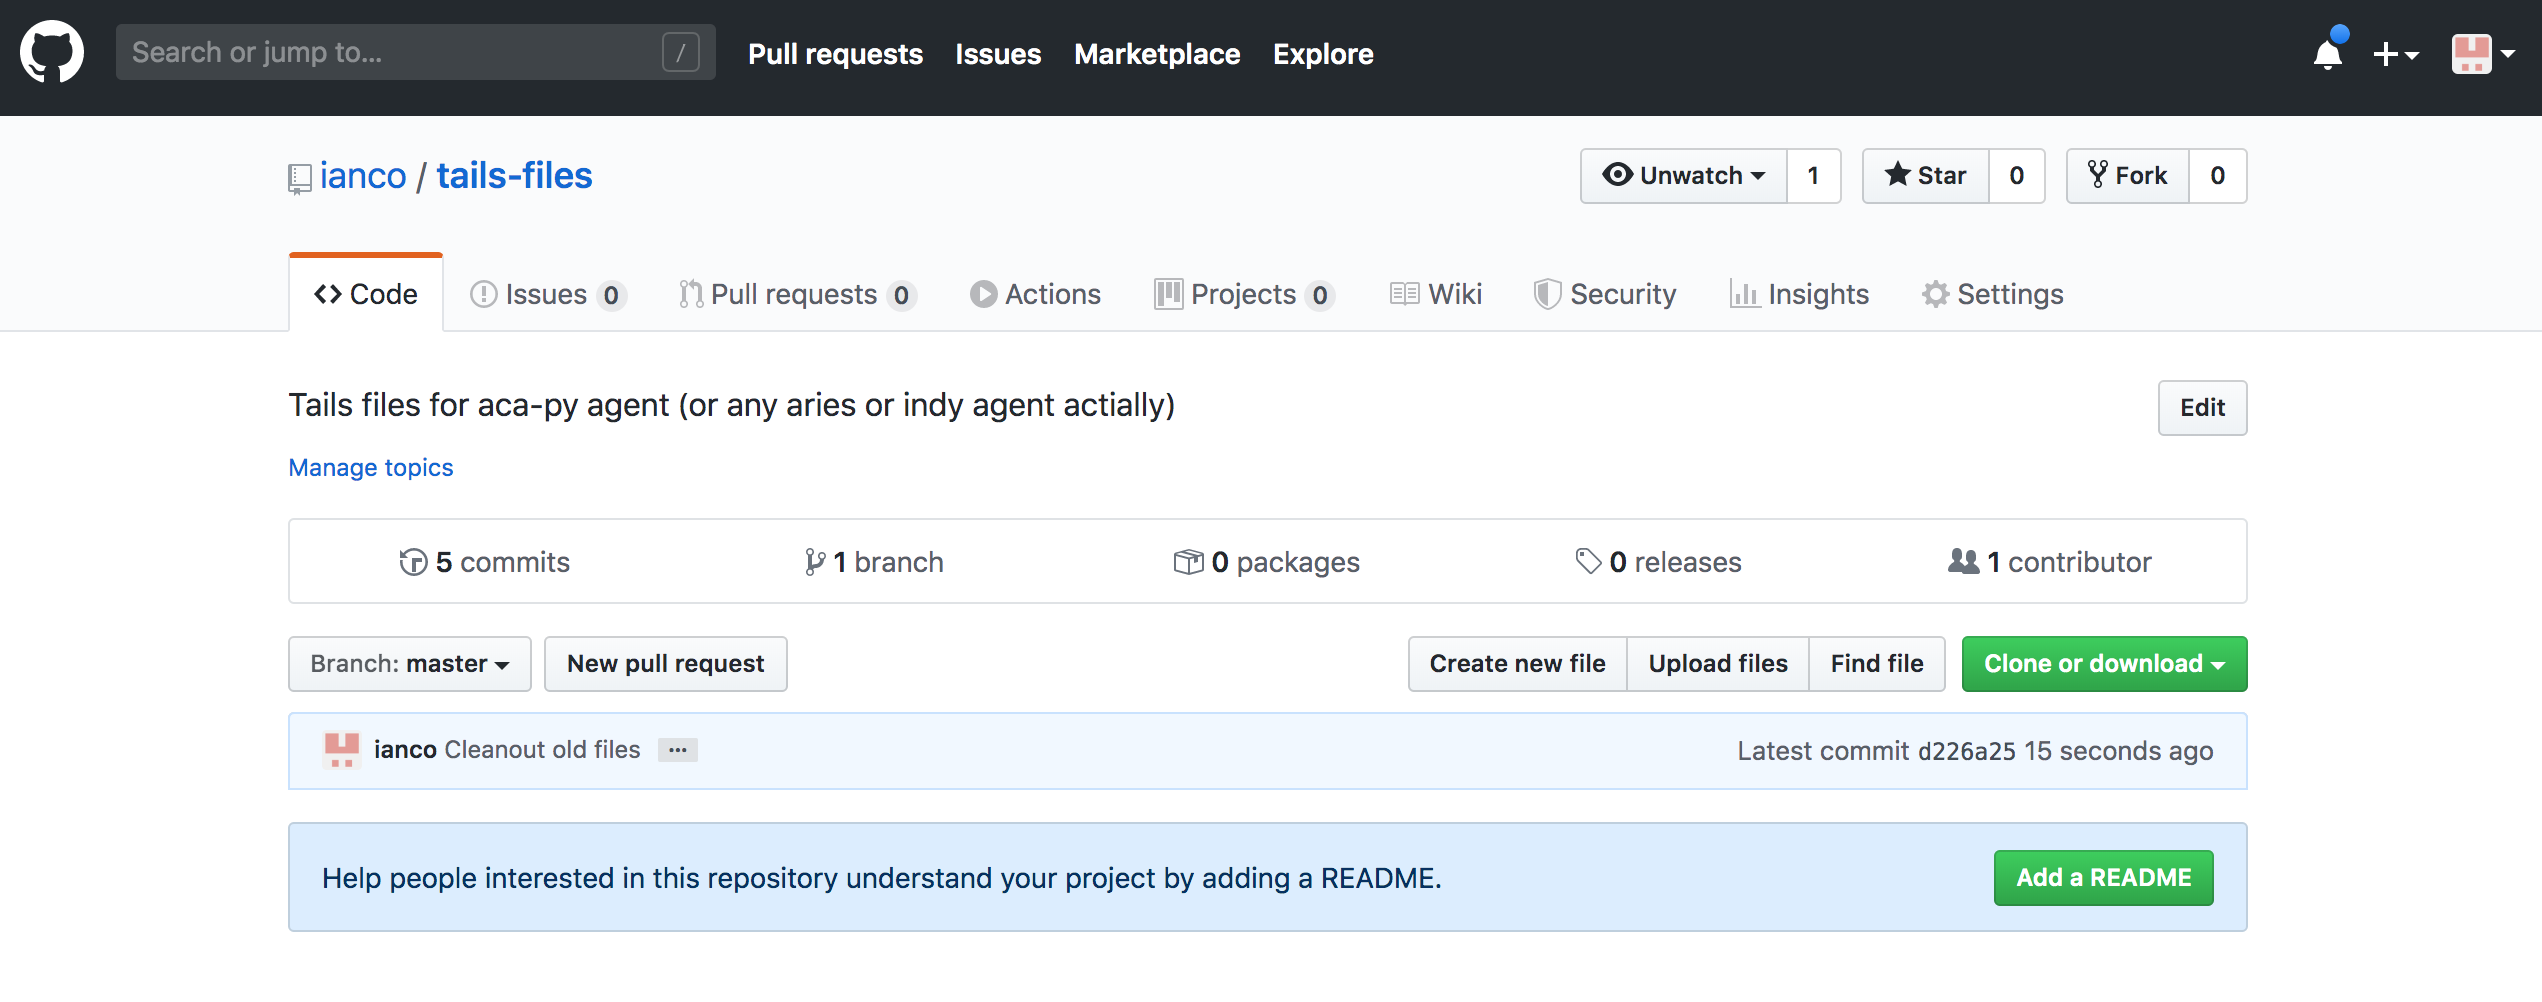 Search or jump to... / Pull requests Issues Marketplace Explore
ianco / tails-files Unwatch 1 Star 0 Fork 0
Code Issues 0 Pull requests 0 Actions Projects 0 Wiki Security Insights Settings
Tails files for aca-py agent (or any aries or indy agent actially) Edit
Manage topics
5 commits 1 branch 0 packages 0 releases 1 contributor
Branch: master New pull request Create new file Upload files Find file Clone or download
ianco Cleanout old files ... Latest commit d226a25 15 seconds ago
Help people interested in this repository understand your project by adding a README. Add a README